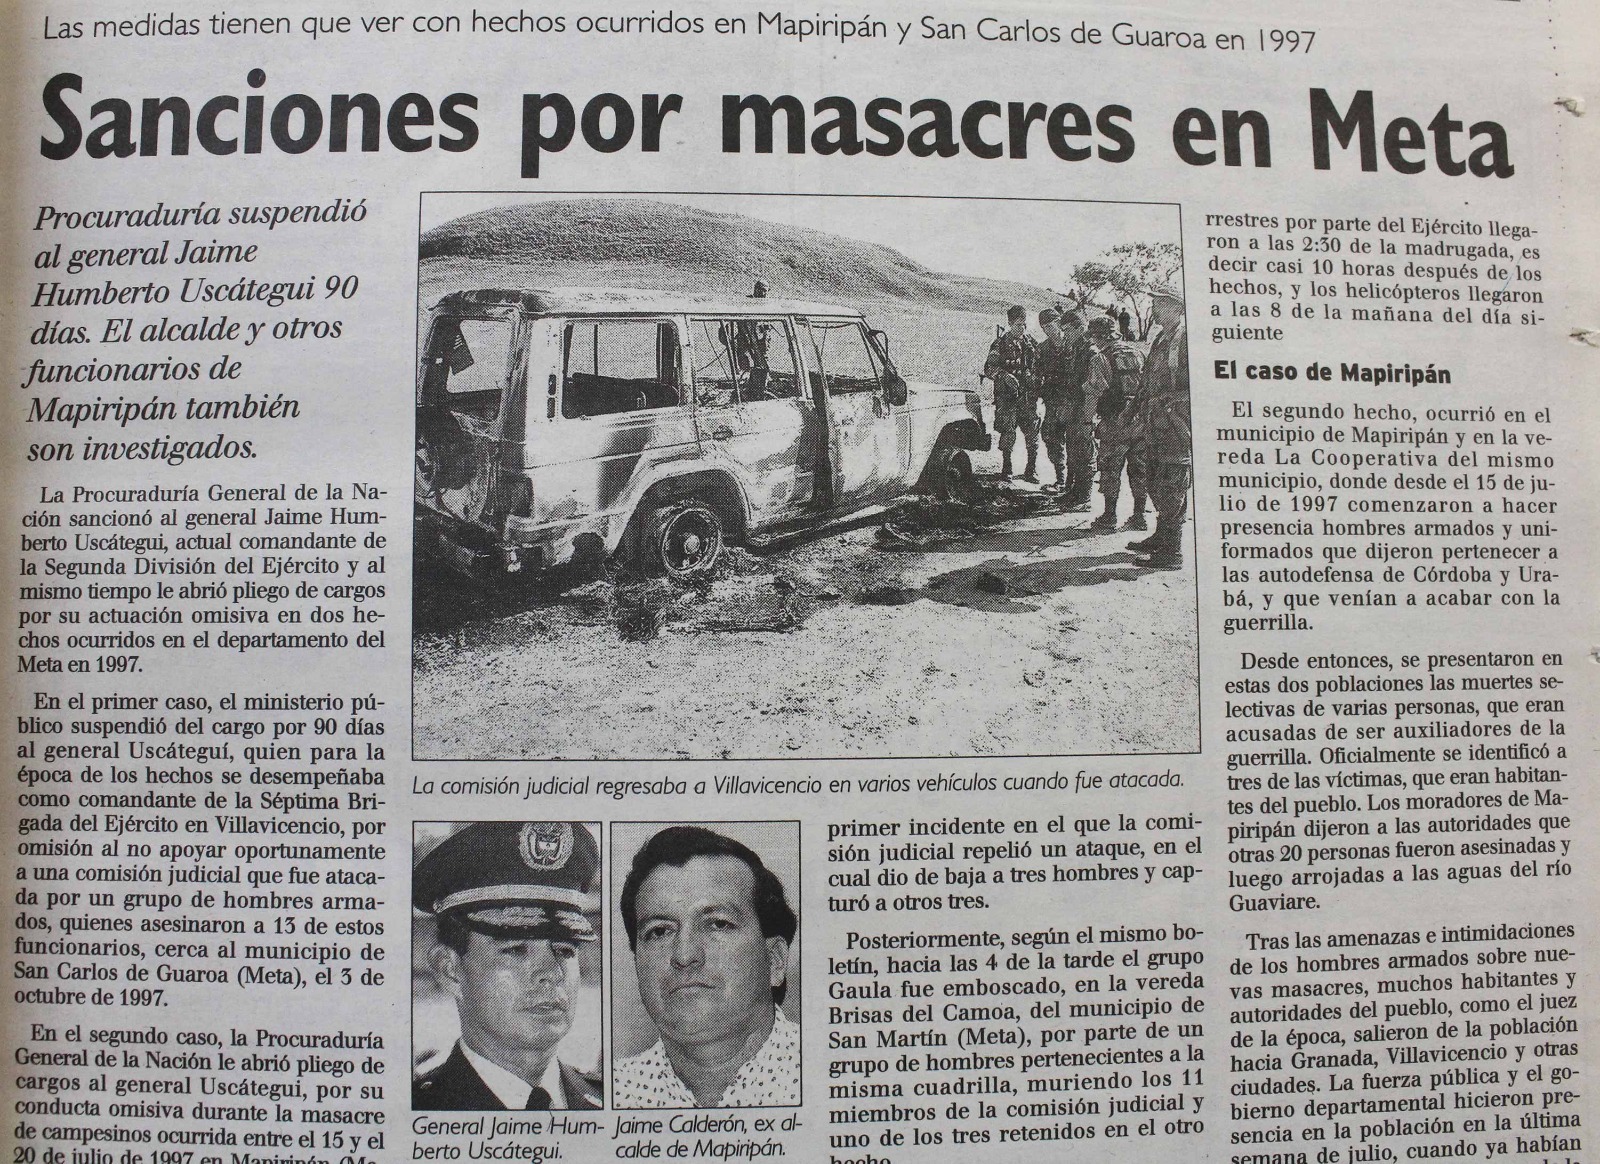 Las medidas tienen que ver con hechos ocurridos en Mapiripán y San Carlos de Guaroa en 1997
Sanciones por masacres en Meta
Procuraduría suspendió
al general Jaime
Humberto Uscátegui 90
días. El alcalde y otros
funcionarios de
Mapiripán también
son investigados.
La Procuraduría General de la Na-
ción sancionó al general Jaime Hum-
berto Uscátegui, actual comandante de
la Segunda División del Ejército y al
mismo tiempo le abrió pliego de cargos
por su actuación omisiva en dos he-
chos ocurridos en el departamento del
Meta en 1997.
En el primer caso, el ministerio pú-
blico suspendió del cargo por 90 días
al general Uscáteguí, quien para la
época de los hechos se desempeñaba
como comandante de la Séptima Bri-
gada del Ejército en Villavicencio, por
omisión al no apoyar oportunamente
a una comisión judicial que fue ataca-
da por un grupo de hombres arma-
dos, quienes asesinaron a 13 de estos
funcionarios, cerca al municipio de
San Carlos de Guaroa (Meta), el 3 de
octubre de 1997.
En el segundo caso, la Procuraduría
General de la Nación le abrió pliego de
cargos al general Uscátegui, por su
conducta omisiva durante la masacre
de campesinos ocurrida entre el 15 y el
20 de julio de 1997 en Mapiripán (Me-
La comisión judicial regresaba a Villavicencio en varios vehículos cuando fue atacada.
General Jaime Hum-
berto Uscátegui.
Jaime Calderón, ex al-
calde de Mapiripán.
primer incidente en el que la comi-
sión judicial repelió un ataque, en el
cual dio de baja a tres hombres y cap-
turó a otros tres.
Posteriormente, según el mismo bo-
letín, hacia las 4 de la tarde el grupo
Gaula fue emboscado, en la vereda
Brisas del Camoa, del municipio de
San Martín (Meta), por parte de un
grupo de hombres pertenecientes a la
misma cuadrilla, muriendo los 11
miembros de la comisión judicial y
uno de los tres retenidos en el otro
hecho.
rrestres por parte del Ejército llega-
ron a las 2:30 de la madrugada, es
decir casi 10 horas después de los
hechos, y los helicópteros llegaron
a las 8 de la mañana del día si-
guiente
El caso de Mapiripán
El segundo hecho, ocurrió en el
municipio de Mapiripán y en la ve-
reda La Cooperativa del mismo
municipio, donde desde el 15 de ju-
lio de 1997 comenzaron a hacer
presencia hombres armados y uni-
formados que dijeron pertenecer a
las autodefensa de Córdoba y Ura-
bá, y que venían a acabar con la
guerrilla.
Desde entonces, se presentaron en
estas dos poblaciones las muertes se-
lectivas de varias personas, que eran
acusadas de ser auxiliadores de la
guerrilla. Oficialmente se identificó a
tres de las víctimas, que eran habitan-
tes del pueblo. Los moradores de Ma-
piripán dijeron a las autoridades que
otras 20 personas fueron asesinadas y
luego arrojadas a las aguas del río
Guaviare.
Tras las amenazas e intimidaciones
de los hombres armados sobre nue-
vas masacres, muchos habitantes y
autoridades del pueblo, como el juez
de la época, salieron de la población
hacia Granada, Villavicencio y otras
ciudades. La fuerza pública y el go-
bierno departamental hicieron pre-
sencia en la población en la última
semana de julio, cuando ya habían